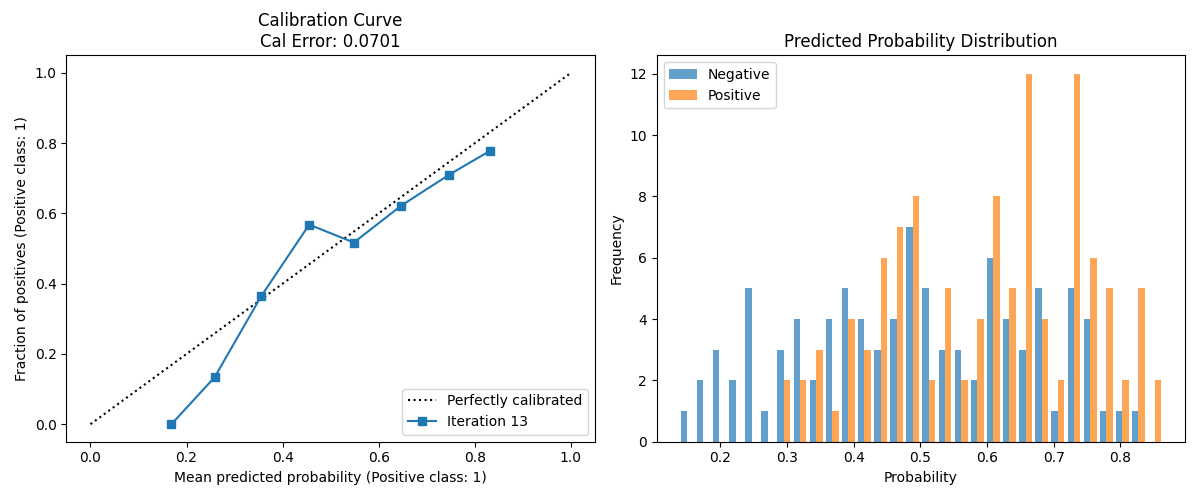 Calibration Curve
Cal Error: 0.0701
Fraction of positives (Positive class: 1)
1.0
0.8
0.6
0.4
0.2
0.0
Perfectly calibrated
Iteration 13
0.0 0.2 0.4 0.6 0.8 1.0
Mean predicted probability (Positive class: 1)
Predicted Probability Distribution
Negative
Positive
Frequency
12
10
8
6
4
2
0
0.2 0.3 0.4 0.5 0.6 0.7 0.8
Probability